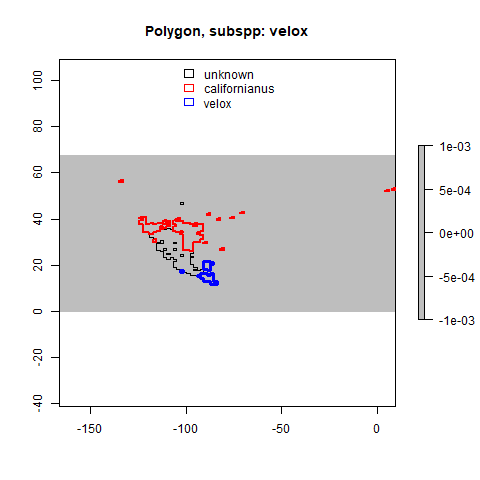 Polygon, subspp: velox
unknown
californianus
velox
100
80
60
40
20
0
-20
-40
-150
-100
-50
0
1e-03
5e-04
0e+00
-5e-04
-1e-03